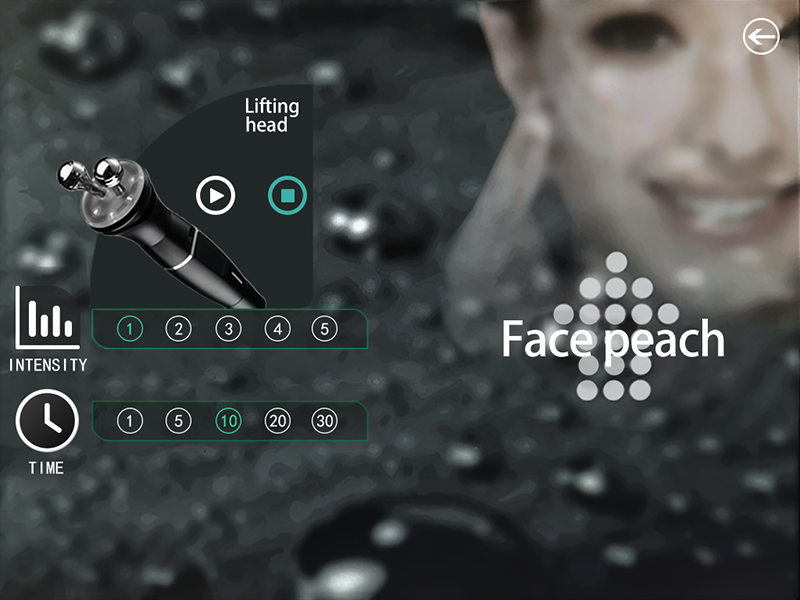 Lifting
head
1 2 3 4 5
INTENSITY
Face peach
1 5 10 20 30
TIME